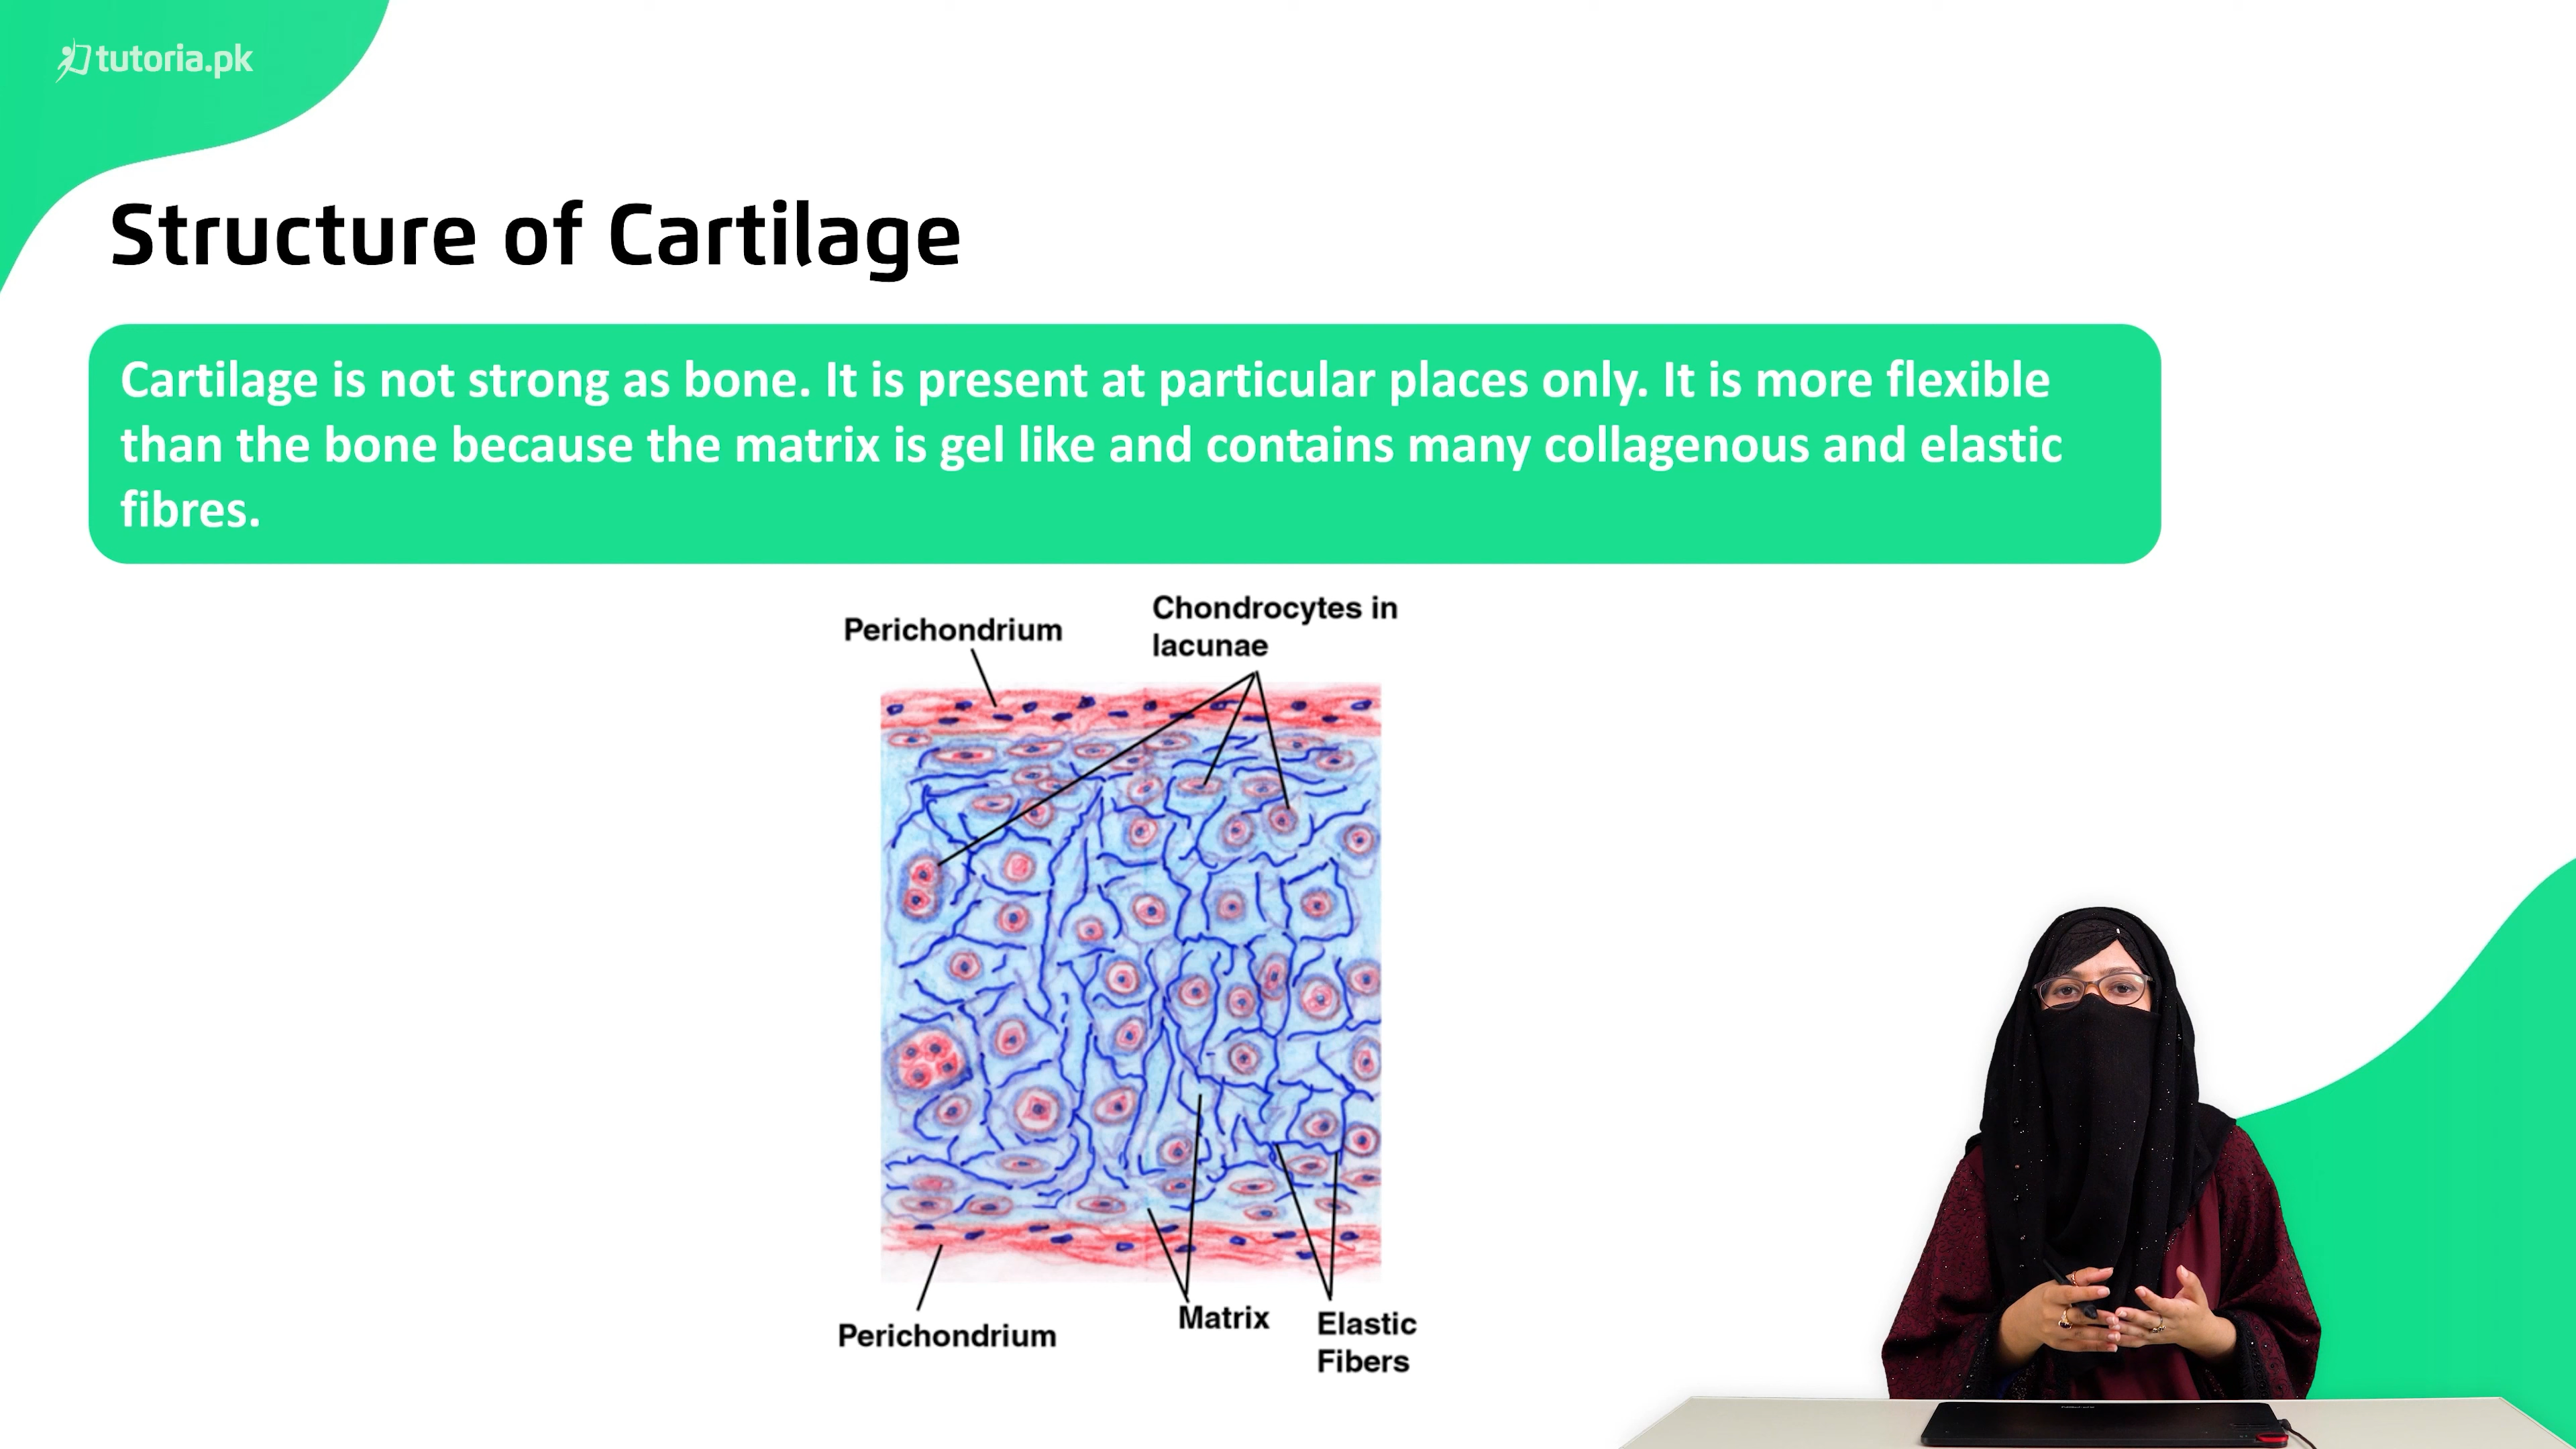 tutoria.pk
Structure of Cartilage
Cartilage is not strong as bone. It is present at particular places only. It is more flexible
than the bone because the matrix is gel like and contains many collagenous and elastic
fibres.
Perichondrium
Chondrocytes in
lacunae
Perichondrium
Matrix
Elastic
Fibers